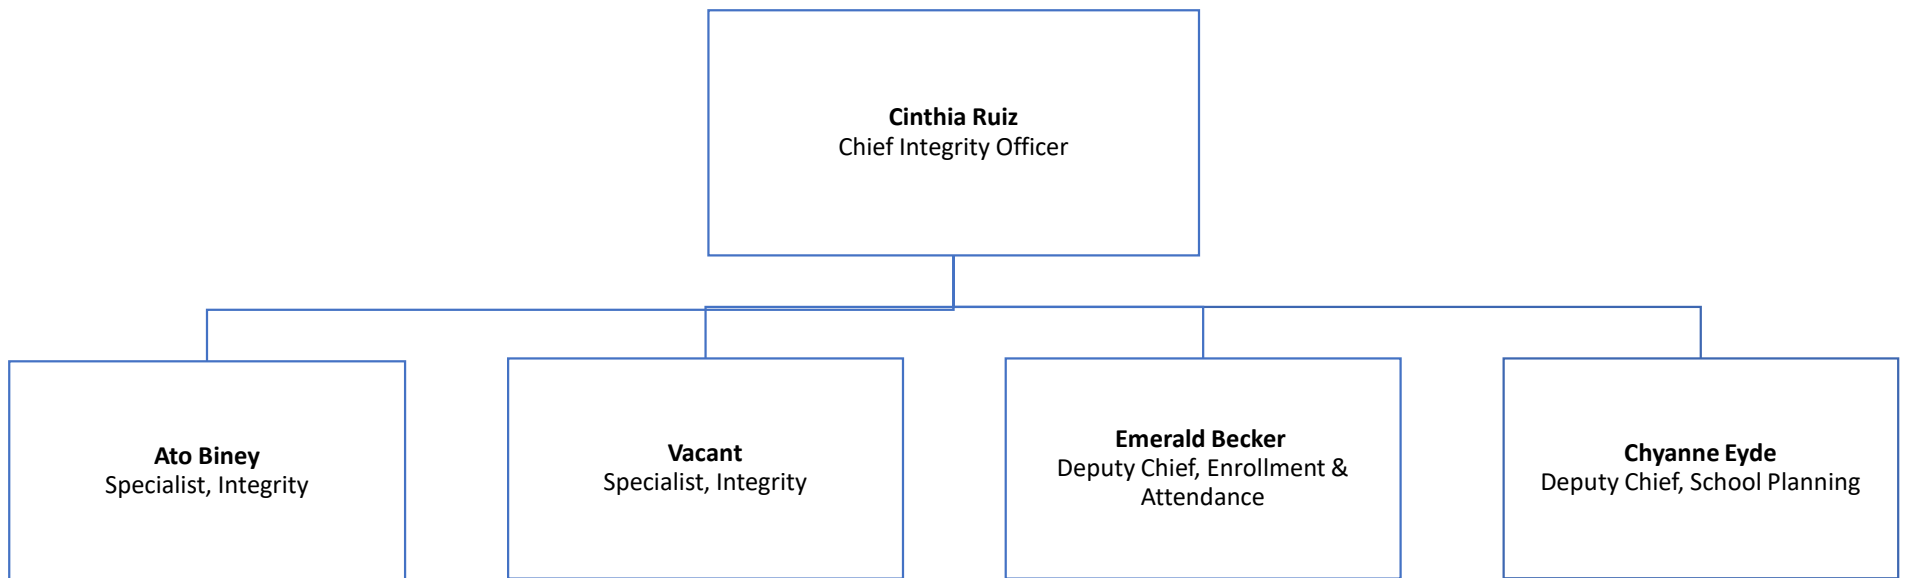 Cinthia Ruiz
Chief Integrity Officer
Ato Biney
Specialist, Integrity
Vacant
Specialist, Integrity
Emerald Becker
Deputy Chief, Enrollment &
Attendance
Chyanne Eyde
Deputy Chief, School Planning